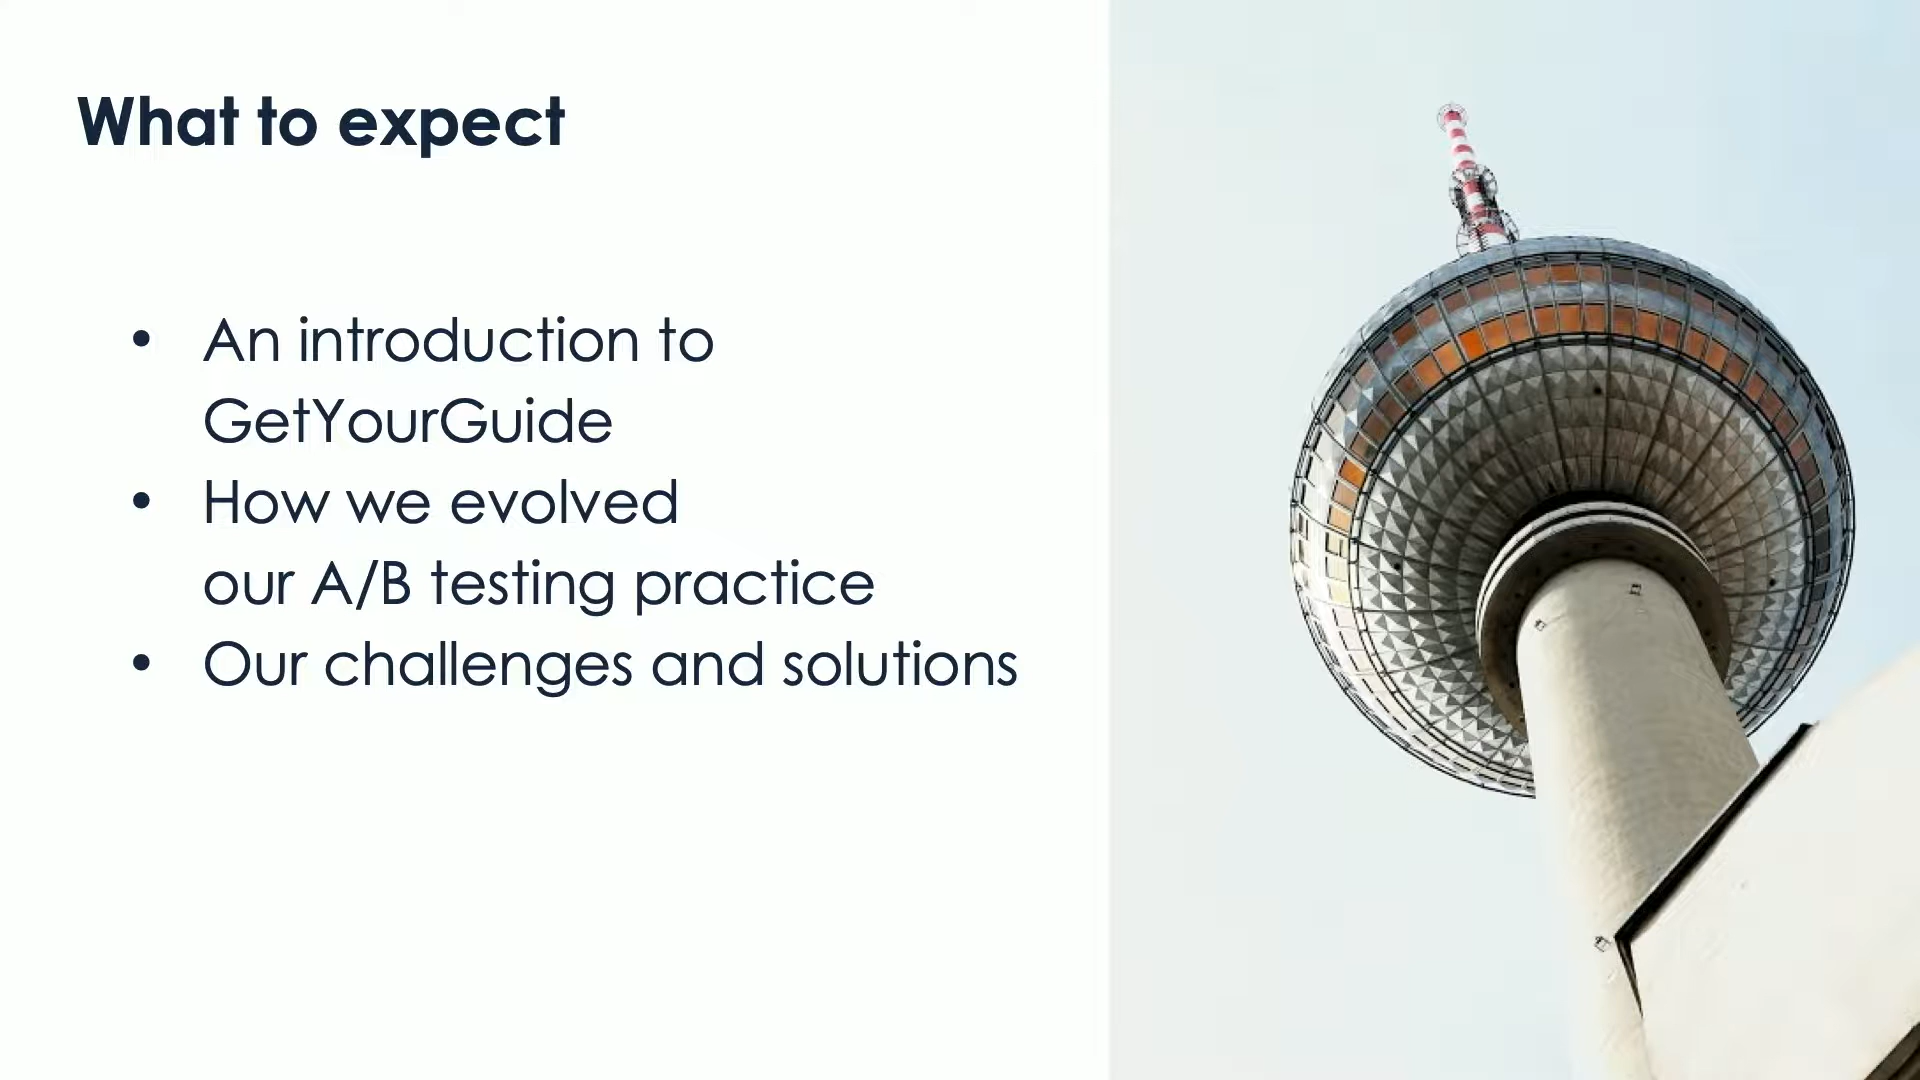 What to expect
• An introduction to
GetYourGuide
• How we evolved
our A/B testing practice
• Our challenges and solutions